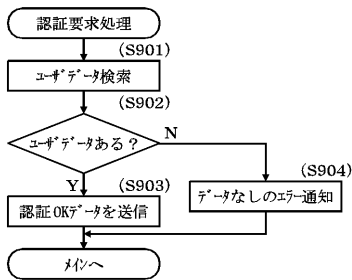 認証要求処理
(S901)
ﾕｰｻﾞﾃﾞｰﾀ検索
(S902)
ﾕｰｻﾞﾃﾞｰﾀある？
N
Y
(S903)
(S904)
認証OKﾃﾞｰﾀを送信
ﾃﾞｰﾀなしのｴﾗｰ通知
ﾒｲﾝへ